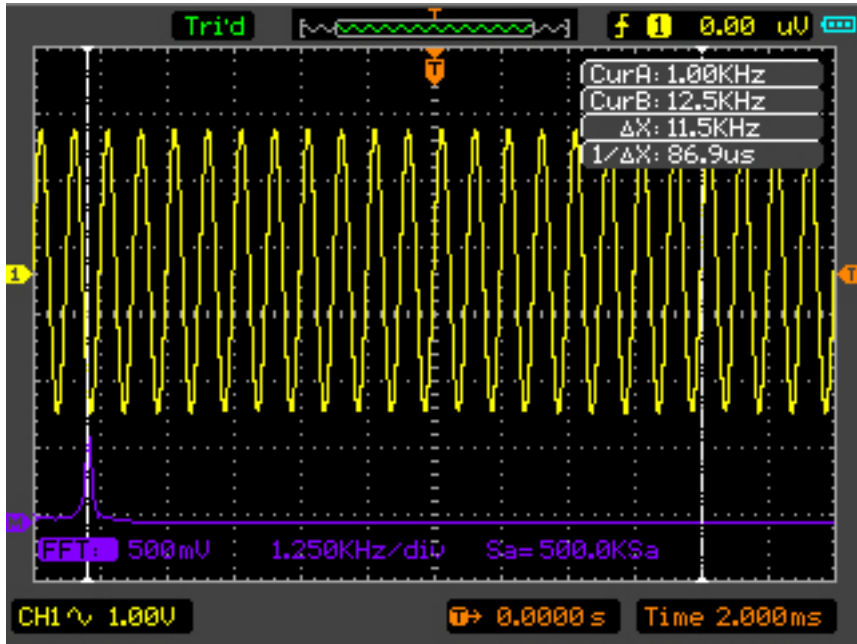 Tri'd T 1 0.00 uV
T
CurA: 1.00KHz
CurB: 12.5KHz
ΔX: 11.5KHz
1/ΔX: 86.9us
1 T
M
FFT: 500mV 1.250KHz/div Sa=500.0KSa
CH1 1.00V T 0.0000s Time 2.000ms